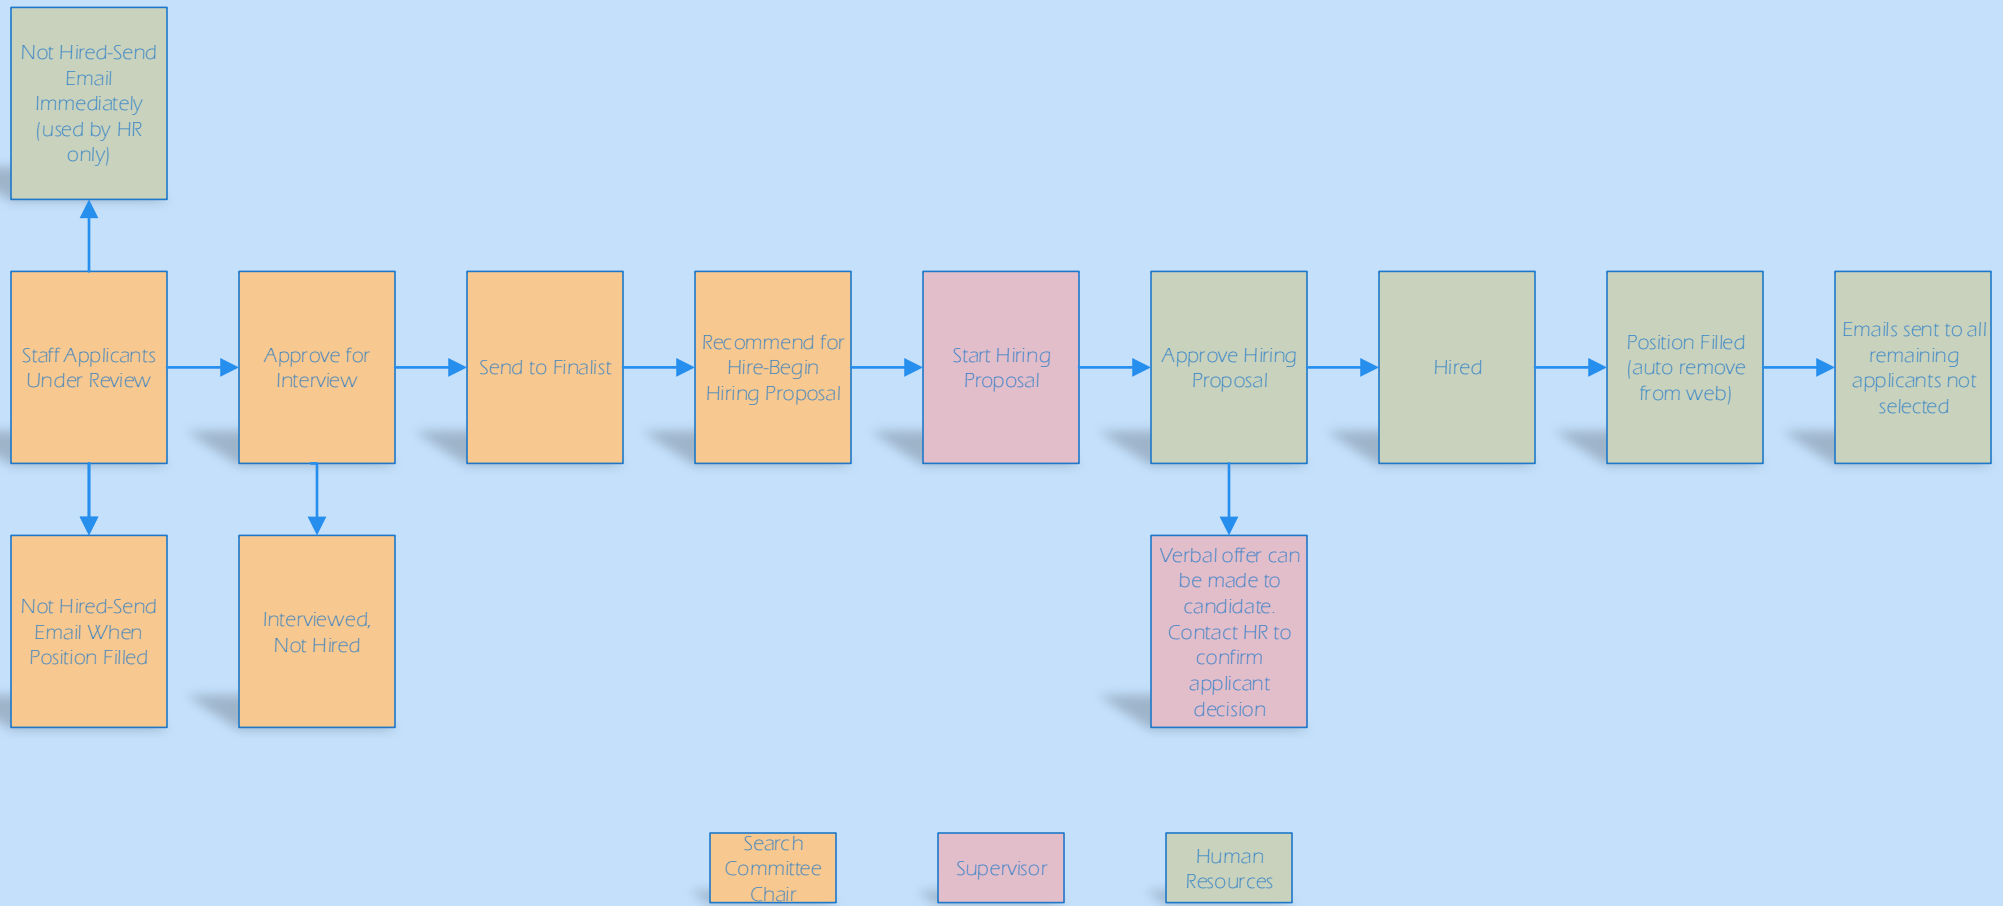 Not Hired-Send
Email
Immediately
(used by HR
only)
Staff Applicants
Under Review
Approve for
Interview
Send to Finalist
Recommend for
Hire-Begin
Hiring Proposal
Start Hiring
Proposal
Approve Hiring
Proposal
Hired
Position Filled
(auto remove
from web)
Emails sent to all
remaining
applicants not
selected
Not Hired-Send
Email When
Position Filled
Interviewed,
Not Hired
Verbal offer can
be made to
candidate.
Contact HR to
confirm
applicant
decision
Search
Committee
Chair
Supervisor
Human
Resources